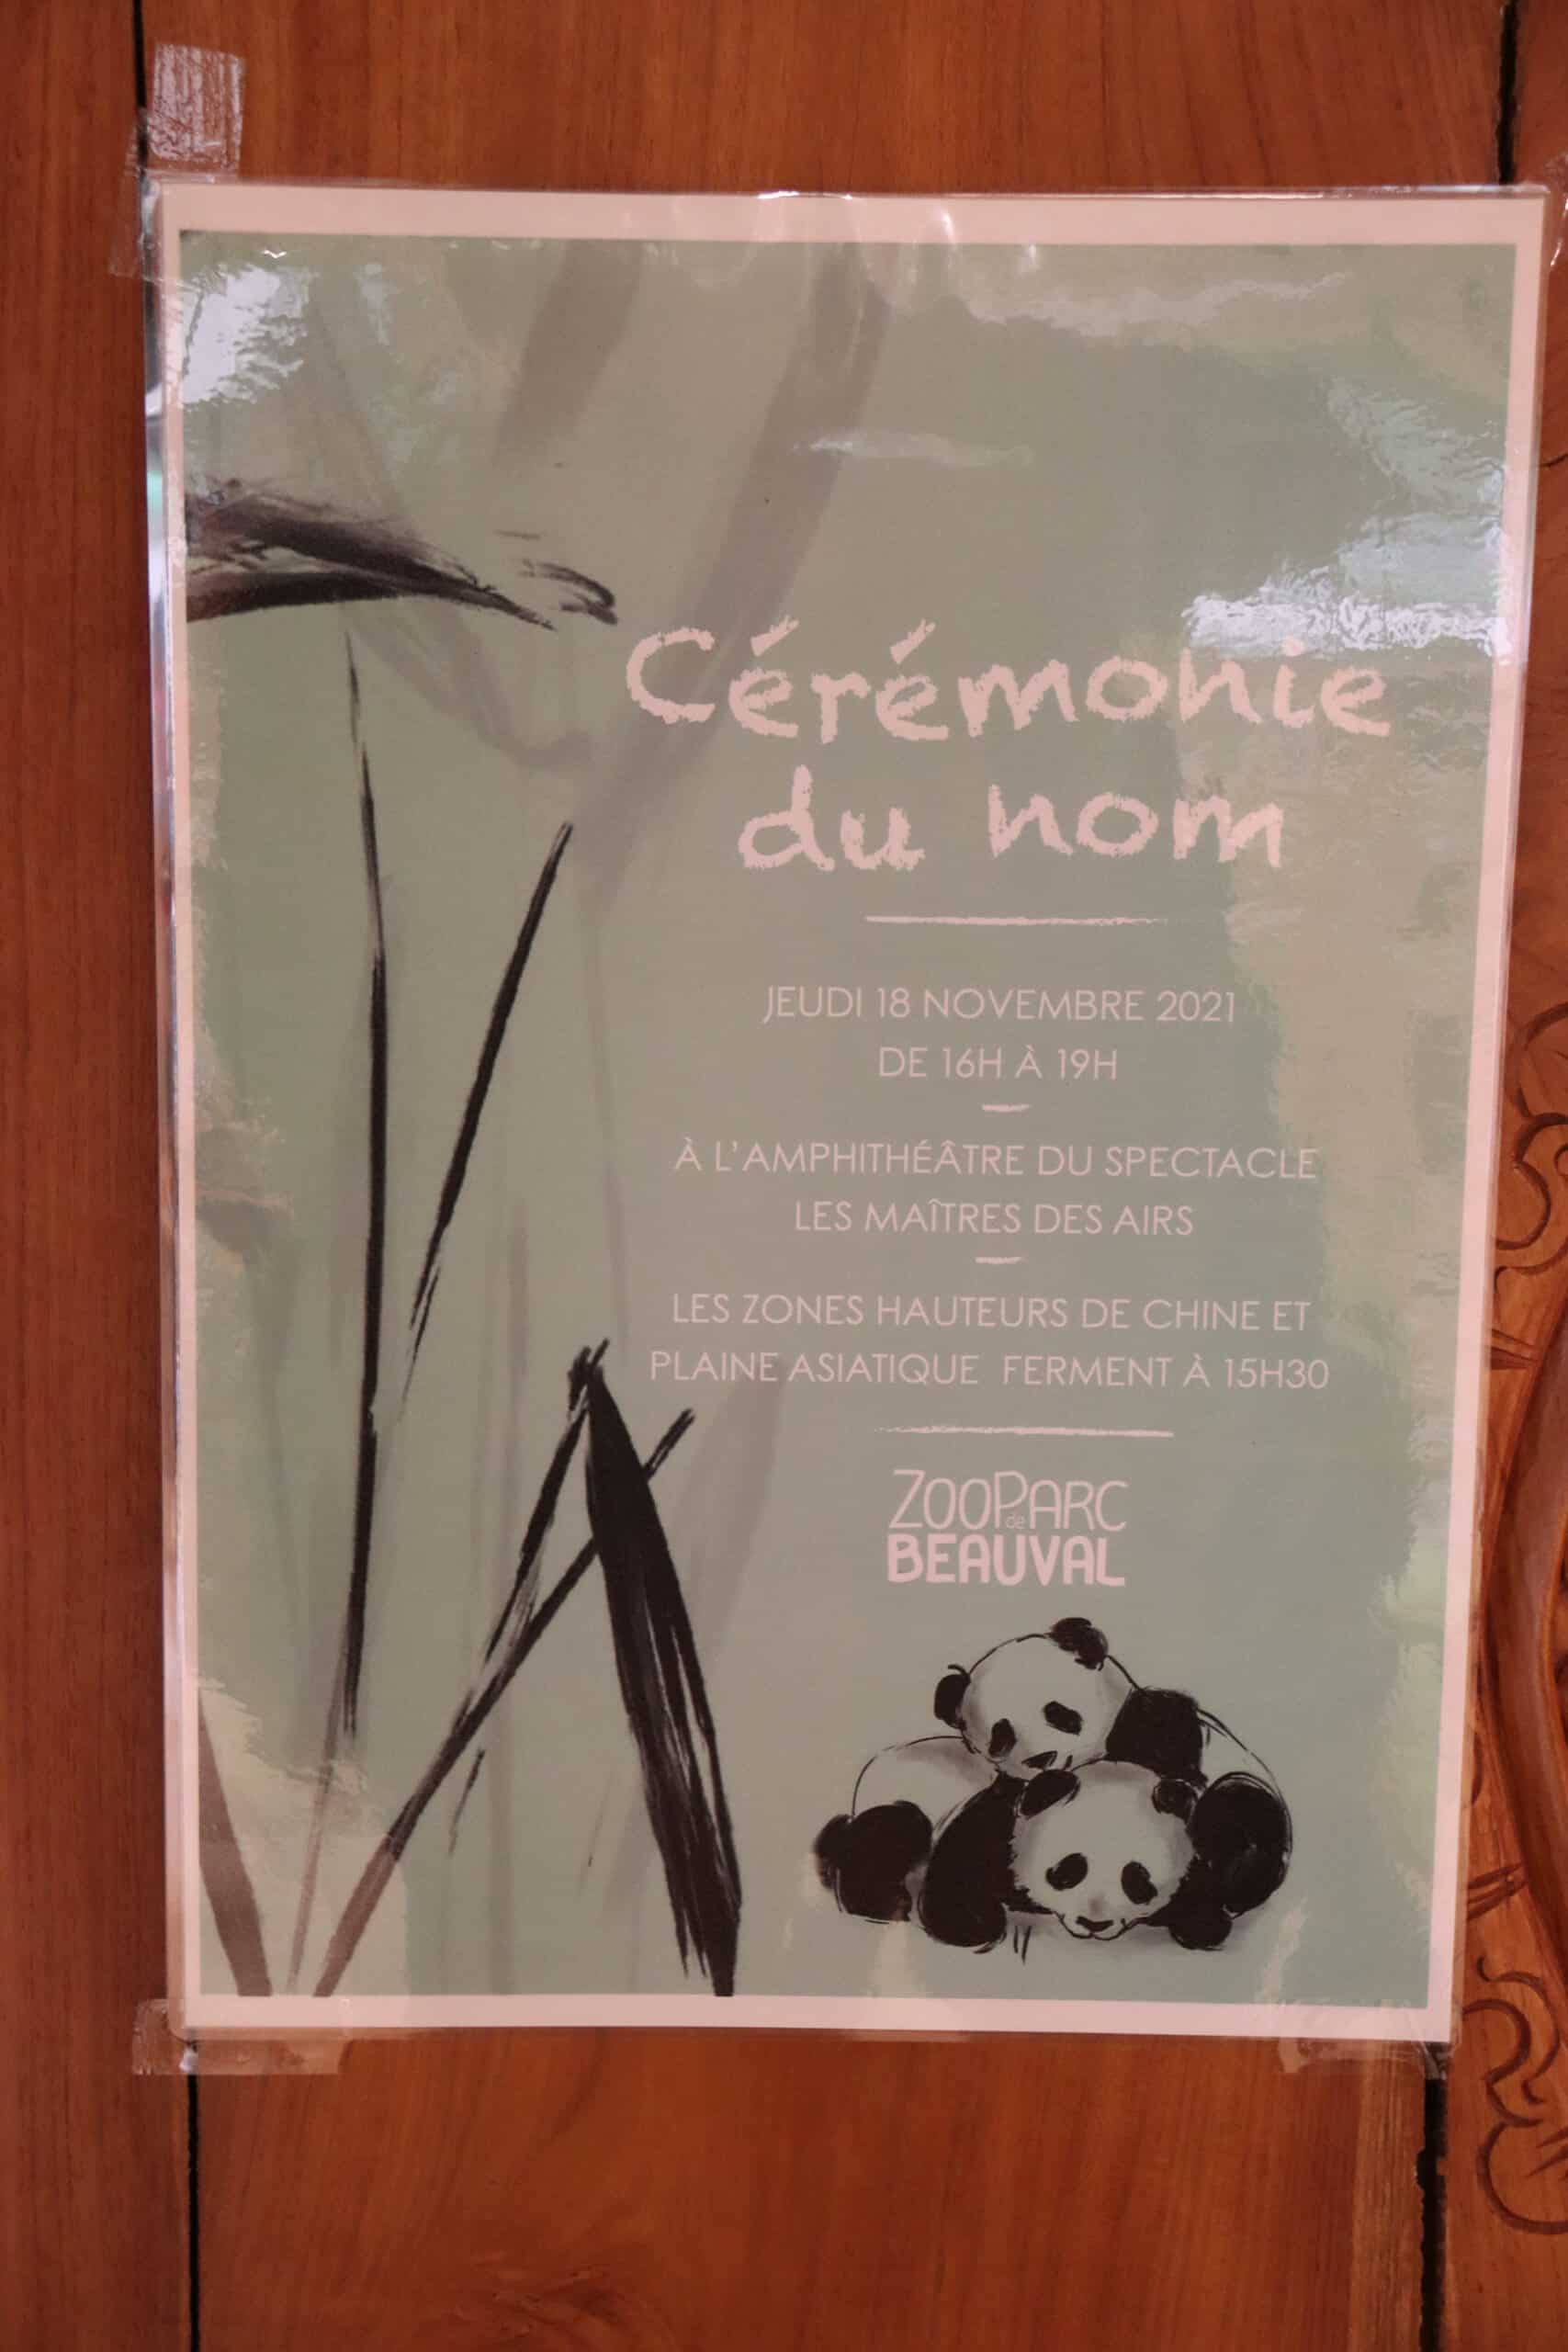 Cérémonie
du nom
JEUDI 18 NOVEMBRE 2021
DE 16H À 19H
À L'AMPHITHÉÂTRE DU SPECTACLE
LES MAÎTRES DES AIRS
LES ZONES HAUTEURS DE CHINE ET
PLAINE ASIATIQUE FERMENT À 15H30
ZOOPARC
de
BEAUVAL